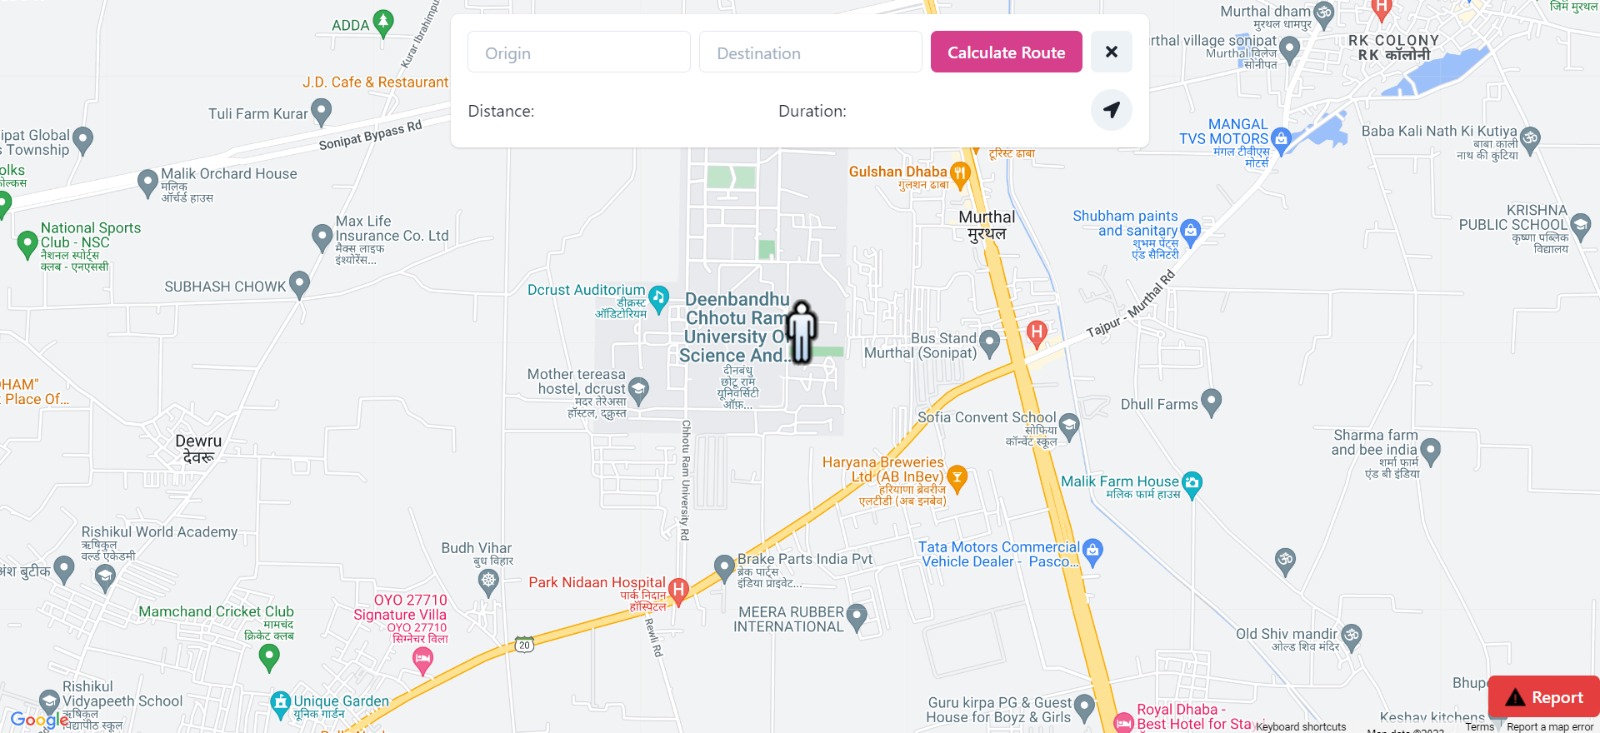 ADDA
Kurar Ibrahimpu
Origin
Destination
Calculate Route
Distance:
Duration:
Murthal dham
मुरथल धामपुर
जिम मुरथल
rthal village sonipat
Murthal विलेज
सोनीपत
RK COLONY
RK कॉलोनी
J.D. Cafe & Restaurant
Tuli Farm Kurar
Sonipat Bypass Rd
ipat Global
s Township
olks
फोल्कस
Malik Orchard House
मलिक
ऑर्चर्ड हाउस
MANGAL
TVS MOTORS
मंगल टीवीएस
मोटर्स
Baba Kali Nath Ki Kutiya
बाबा काली
नाथ की कुटिया
टूरिस्ट ढाबा
Gulshan Dhaba
गुलशन ढाबा
Murthal
मुरथल
National Sports
Club - NSC
नैशनल स्पोर्ट्स
क्लब - एनएससी
Max Life
Insurance Co. Ltd
मैक्स लाइफ
इंश्योरेंस...
Shubham paints
and sanitary
शुभम पेंट्स
एंड सैनिटरी
KRISHNA
PUBLIC SCHOOL
कृष्णा पब्लिक
विद्यालय
SUBHASH CHOWK
Dcrust Auditorium
डीक्रस्ट
ऑडिटोरियम
Deenbandhu
Chhotu Ram
University O
Science And...
दीनबंधु
छोटू राम
यूनिवर्सिटी
ऑफ़...
Tajpur - Murthal Rd
Bus Stand
Murthal (Sonipat)
Mother tereasa
hostel, dcrust
मदर तेरेअसा
हॉस्टल, दक्रुस्त
DHAM"
Place Of...
Dewru
देवरू
Dhull Farms
Sofia Convent School
सोफिया
कॉन्वेंट स्कूल
Chhotu Ram University Rd
Sharma farm
and bee india
शर्मा फार्म
एंड बी इंडिया
Haryana Breweries
Ltd (AB InBev)
हरियाणा ब्रेवरीज
एलटीडी (अब इनबेव)
Malik Farm House
मलिक फार्म हाउस
Rishikul World Academy
ऋषिकुल
वर्ल्ड एकेडमी
अंश बुटीक
Budh Vihar
बुध विहार
Brake Parts India Pvt
ब्रेक पार्ट्स
इंडिया प्राइवेट...
Tata Motors Commercial
Vehicle Dealer - Pasco...
Park Nidaan Hospital
पार्क निदान
हॉस्पिटल
OYO 27710
Signature Villa
OYO 27710
सिग्नेचर विला
Mamchand Cricket Club
मामचंद
क्रिकेट क्लब
MEERA RUBBER
INTERNATIONAL
Rewli Rd
20
Old Shiv mandir
ओल्ड शिव मंदिर
Rishikul
Vidyapeeth School
ऋषिकुल
विद्यापीठ स्कूल
Unique Garden
यूनिक गार्डन
Guru kirpa PG & Guest
House for Boyz & Girls
Royal Dhaba -
Best Hotel for Sta
Bhup
Report
Keshav kitchens
Google
Keyboard shortcuts
Map data ©2022
Terms
Report a map error